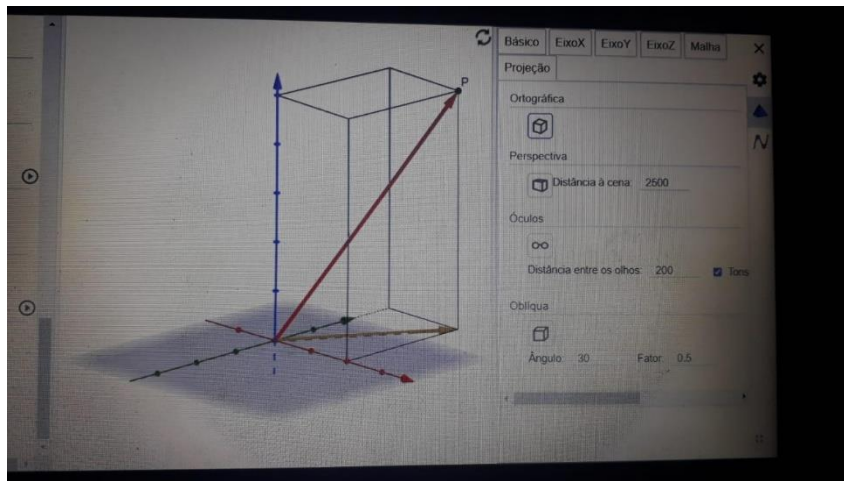 Básico EixoX EixoY EixoZ Malha
Projeção
P
Ortográfica
Perspectiva
Distância à cena: 2500
Óculos
Distância entre os olhos: 200 Tons
Oblíqua
Ângulo: 30 Fator: 0.5